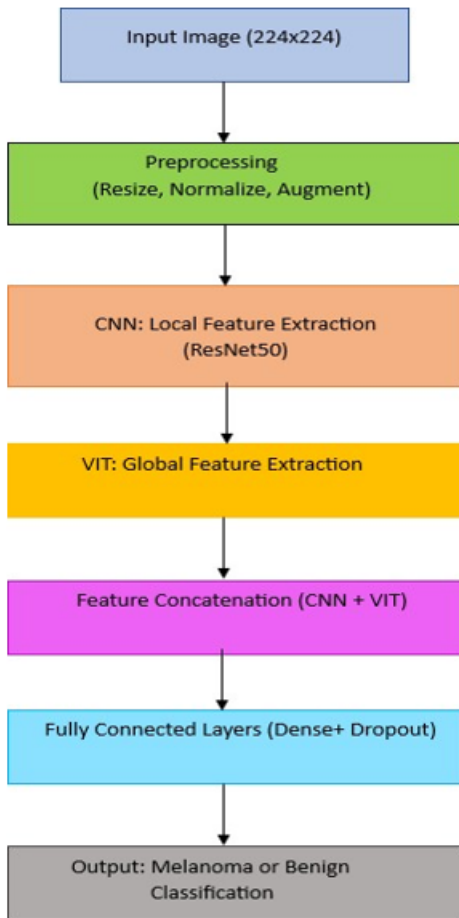 Input Image (224x224)
Preprocessing
(Resize, Normalize, Augment)
CNN: Local Feature Extraction
(ResNet50)
VIT: Global Feature Extraction
Feature Concatenation (CNN + VIT)
Fully Connected Layers (Dense+ Dropout)
Output: Melanoma or Benign
Classification